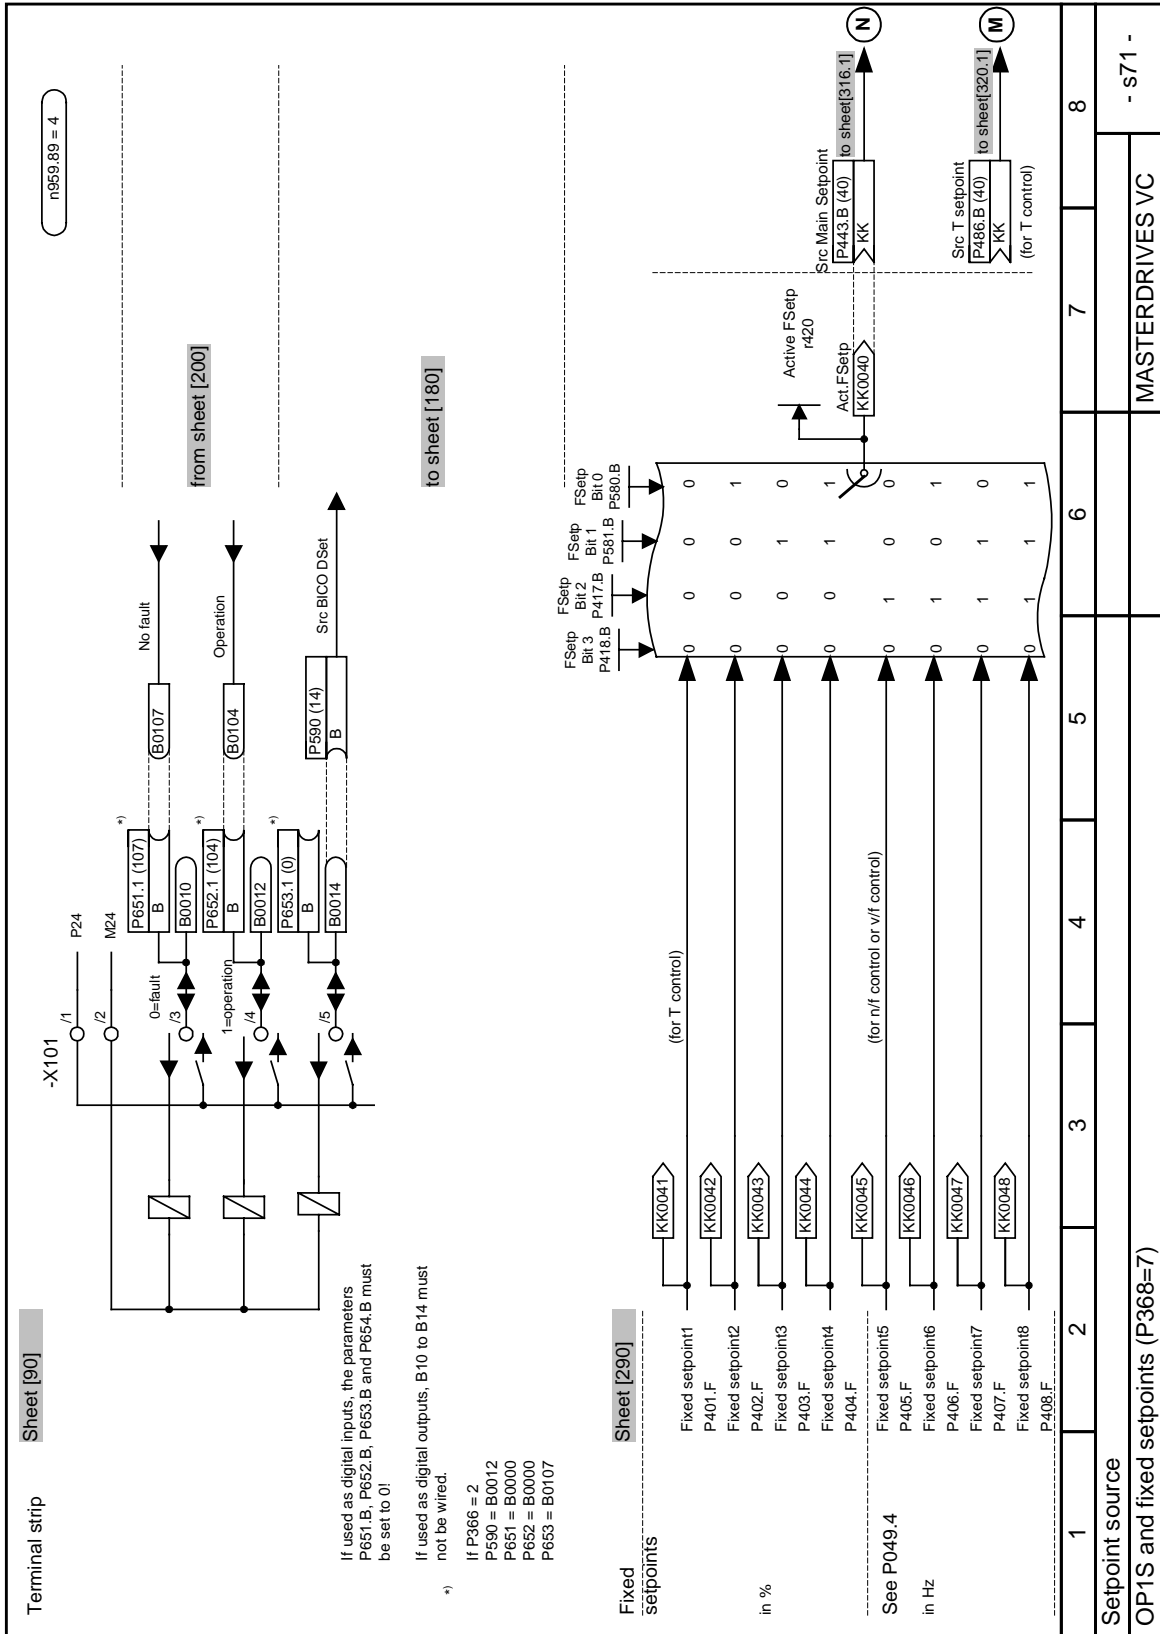 Terminal strip
Sheet [90]
n959.89 = 4
-X101
/1
P24
/2
M24
0=fault
/3
P651.1 (107)
*)
B
B0010
B0107
No fault
from sheet [200]
1=operation
/4
P652.1 (104)
*)
B
B0012
B0104
Operation
/5
P653.1 (0)
*)
B
B0014
P590 (14)
B
Src BICO DSet
to sheet [180]
If used as digital inputs, the parameters
P651.B, P652.B, P653.B and P654.B must
be set to 0!
If used as digital outputs, B10 to B14 must
not be wired.
*)
If P366 = 2
P590 = B0012
P651 = B0000
P652 = B0000
P653 = B0107
Fixed
setpoints
Sheet [290]
FSetp
Bit 3
P418.B
FSetp
Bit 2
P417.B
FSetp
Bit 1
P581.B
FSetp
Bit 0
P580.B
in %
Fixed setpoint1
P401.F
KK0041
(for T control)
0 0 0 0
Fixed setpoint2
P402.F
KK0042
0 0 0 1
Fixed setpoint3
P403.F
KK0043
0 0 1 0
Fixed setpoint4
P404.F
KK0044
0 0 1 1
See P049.4
in Hz
Fixed setpoint5
P405.F
KK0045
(for n/f control or v/f control)
0 1 0 0
Fixed setpoint6
P406.F
KK0046
0 1 0 1
Fixed setpoint7
P407.F
KK0047
0 1 1 0
Fixed setpoint8
P408.F
KK0048
0 1 1 1
Active FSetp
r420
Act.FSetp
KK0040
Src Main Setpoint
P443.B (40)
KK
to sheet[316.1]
N
Src T setpoint
P486.B (40)
KK
(for T control)
to sheet[320.1]
M
1 2 3 4 5 6 7 8
Setpoint source
- s71 -
OP1S and fixed setpoints (P368=7)
MASTERDRIVES VC